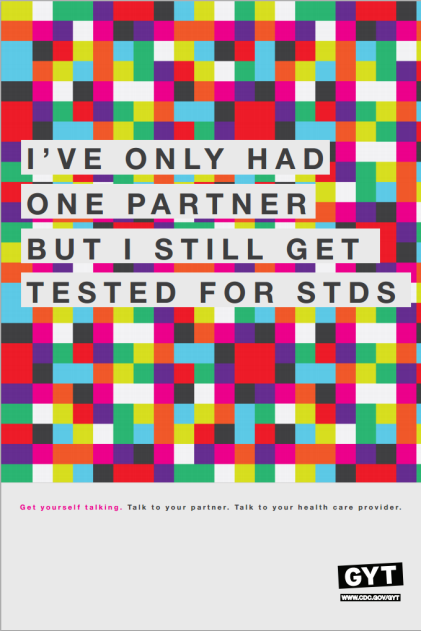 I'VE ONLY HAD
ONE PARTNER
BUT I STILL GET
TESTED FOR STDS
Get yourself talking. Talk to your partner. Talk to your health care provider.
GYT
WWW.CDC.GOV/GYT